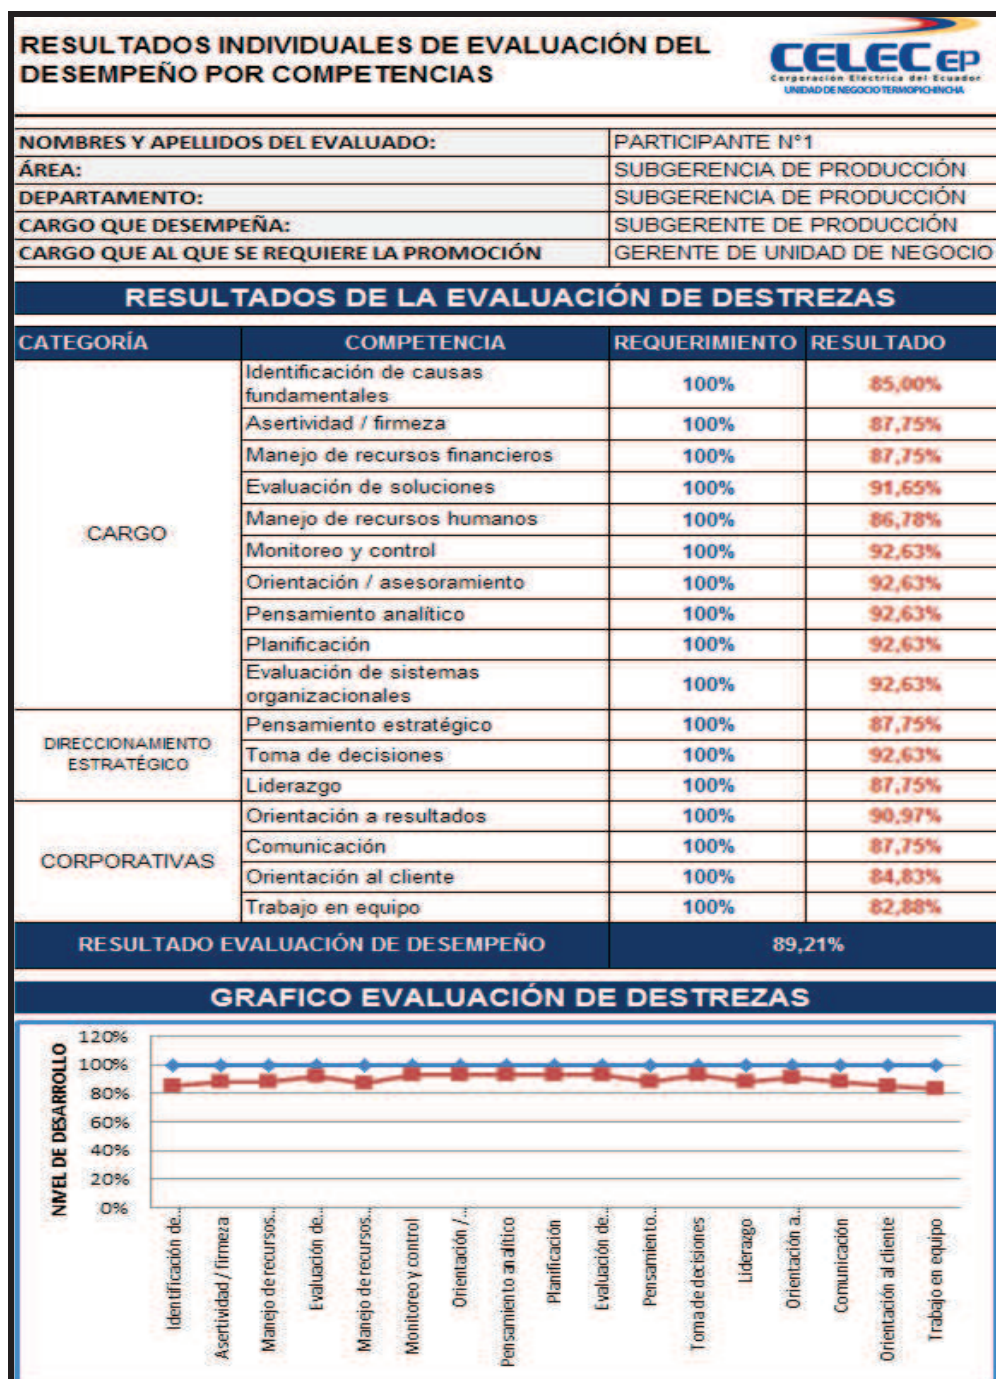 RESULTADOS INDIVIDUALES DE EVALUACIÓN DEL
DESEMPEÑO POR COMPETENCIAS
CELEC EP
Corporación Eléctrica del Ecuador
UNIDAD DE NEGOCIO TERMOPICHINCHA
NOMBRES Y APELLIDOS DEL EVALUADO: PARTICIPANTE N°1
ÁREA: SUBGERENCIA DE PRODUCCIÓN
DEPARTAMENTO: SUBGERENCIA DE PRODUCCIÓN
CARGO QUE DESEMPEÑA: SUBGERENTE DE PRODUCCIÓN
CARGO QUE AL QUE SE REQUIERE LA PROMOCIÓN GERENTE DE UNIDAD DE NEGOCIO
RESULTADOS DE LA EVALUACIÓN DE DESTREZAS
CATEGORÍA COMPETENCIA REQUERIMIENTO RESULTADO
CARGO
Identificación de causas
fundamentales 100% 85,00%
Asertividad / firmeza 100% 87,75%
Manejo de recursos financieros 100% 87,75%
Evaluación de soluciones 100% 91,65%
Manejo de recursos humanos 100% 86,78%
Monitoreo y control 100% 92,63%
Orientación / asesoramiento 100% 92,63%
Pensamiento analítico 100% 92,63%
Planificación 100% 92,63%
Evaluación de sistemas
organizacionales 100% 92,63%
DIRECCIONAMIENTO
ESTRATÉGICO
Pensamiento estratégico 100% 87,75%
Toma de decisiones 100% 92,63%
Liderazgo 100% 87,75%
CORPORATIVAS
Orientación a resultados 100% 90,97%
Comunicación 100% 87,75%
Orientación al cliente 100% 84,83%
Trabajo en equipo 100% 82,88%
RESULTADO EVALUACIÓN DE DESEMPEÑO 89,21%
GRAFICO EVALUACIÓN DE DESTREZAS
NIVEL DE DESARROLLO
120%
100%
80%
60%
40%
20%
0%
Identificación de...
Asertividad / firmeza
Manejo de recursos...
Evaluación de...
Manejo de recursos...
Monitoreo y control
Orientación /...
Pensamiento analítico
Planificación
Evaluación de...
Pensamiento...
Toma de decisiones
Liderazgo
Orientación a...
Comunicación
Orientación al cliente
Trabajo en equipo